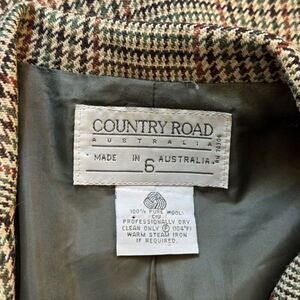 COUNTRY ROAD
AUSTRALIA
MADE IN 6 AUSTRALIA.
100% PURE WOOL
PROFESSIONALLY DRY
CLEAN ONLY Ⓟ
WARM STEAM IRON
IF REQUIRED.